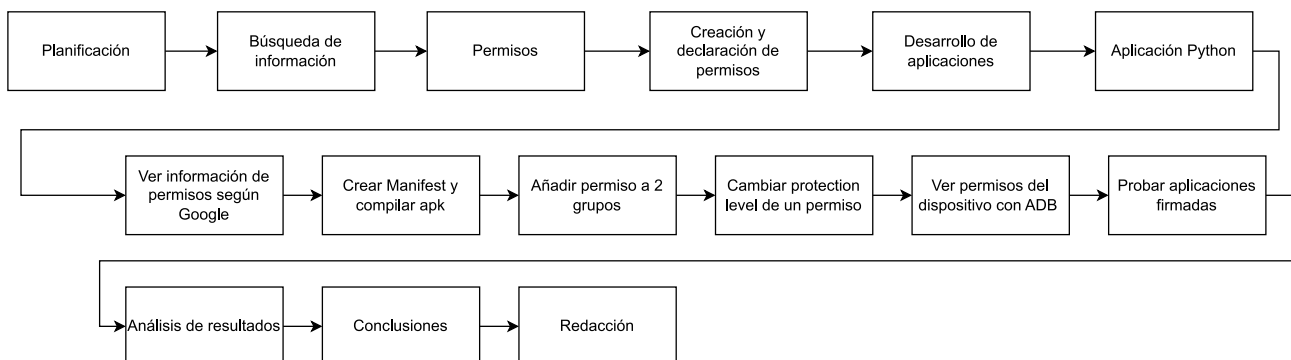 Planificación
Búsqueda de
información
Permisos
Creación y
declaración de
permisos
Desarrollo de
aplicaciones
Aplicación Python
Ver información de
permisos según
Google
Crear Manifest y
compilar apk
Añadir permiso a 2
grupos
Cambiar protection
level de un permiso
Ver permisos del
dispositivo con ADB
Probar aplicaciones
firmadas
Análisis de resultados
Conclusiones
Redacción